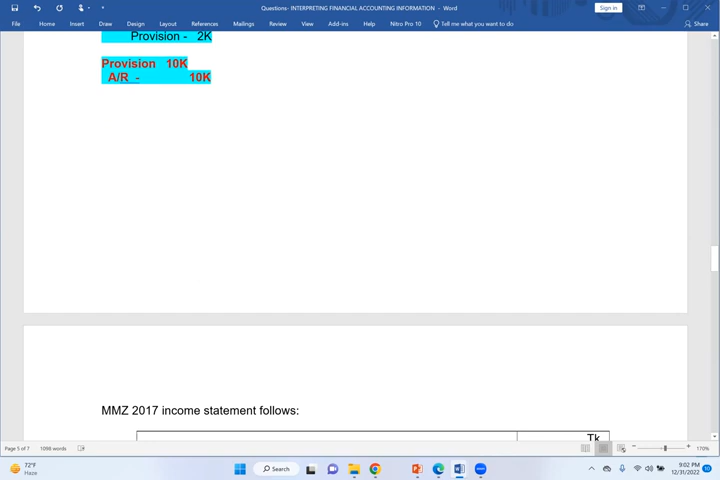 Questions- INTERPRETING FINANCIAL ACCOUNTING INFORMATION - Word
Sign in
File Home Insert Draw Design Layout References Mailings Review View Add-ins Help Nitro Pro 10 Tell me what you want to do Share
Provision - 2K
Provision 10K
A/R - 10K
MMZ 2017 income statement follows:
Tk
Page 5 of 7 1098 words 170%
72°F
Haze
Search
9:02 PM
12/31/2022
10